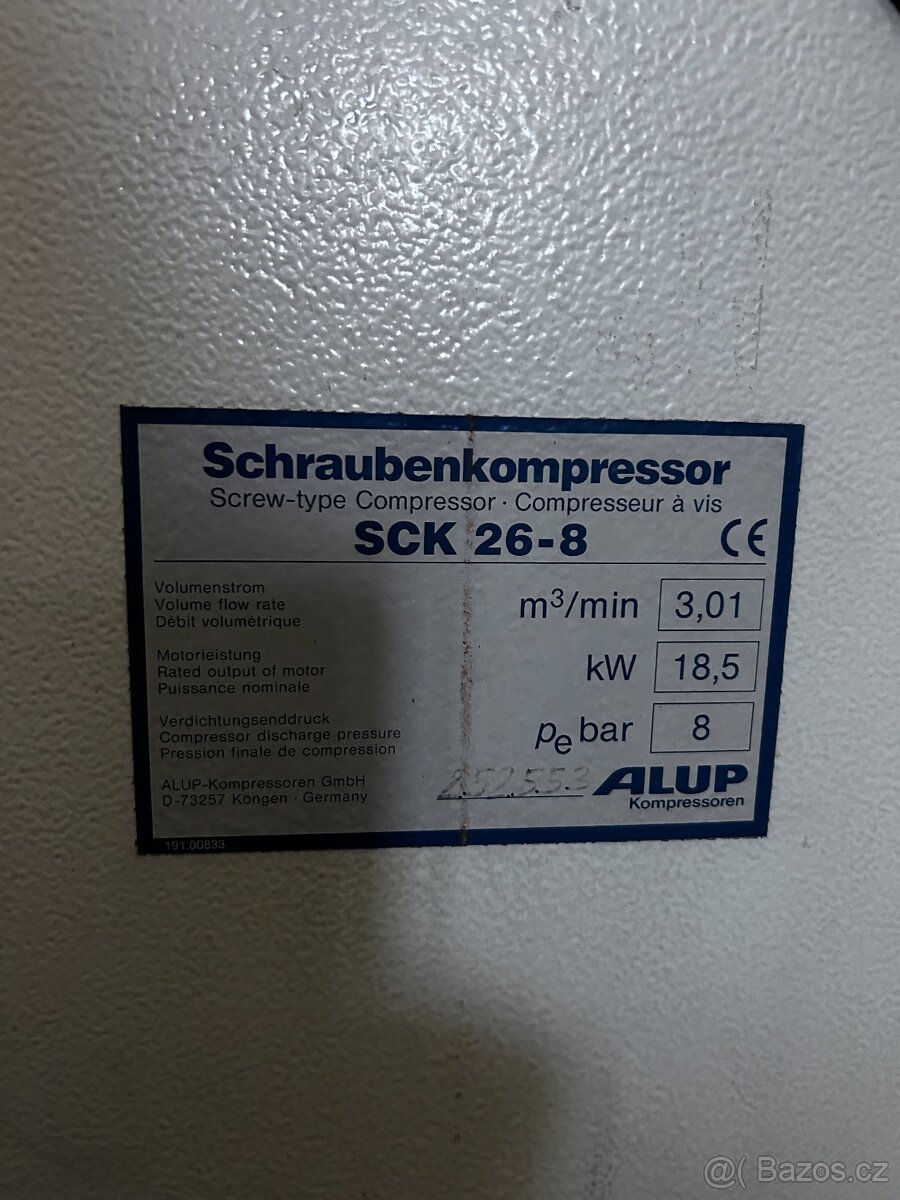 Schraubenkompressor
Screw-type Compressor · Compresseur à vis
SCK 26-8 CE
Volumenstrom
Volume flow rate
Débit volumétrique
m³/min 3,01
Motorleistung
Rated output of motor
Puissance nominale
kW 18,5
Verdichtungsenddruck
Compressor discharge pressure
Pression finale de compression
pe bar 8
ALUP-Kompressoren GmbH
D-73257 Köngen · Germany
252553
ALUP
Kompressoren
191.00833
@( Bazos.cz